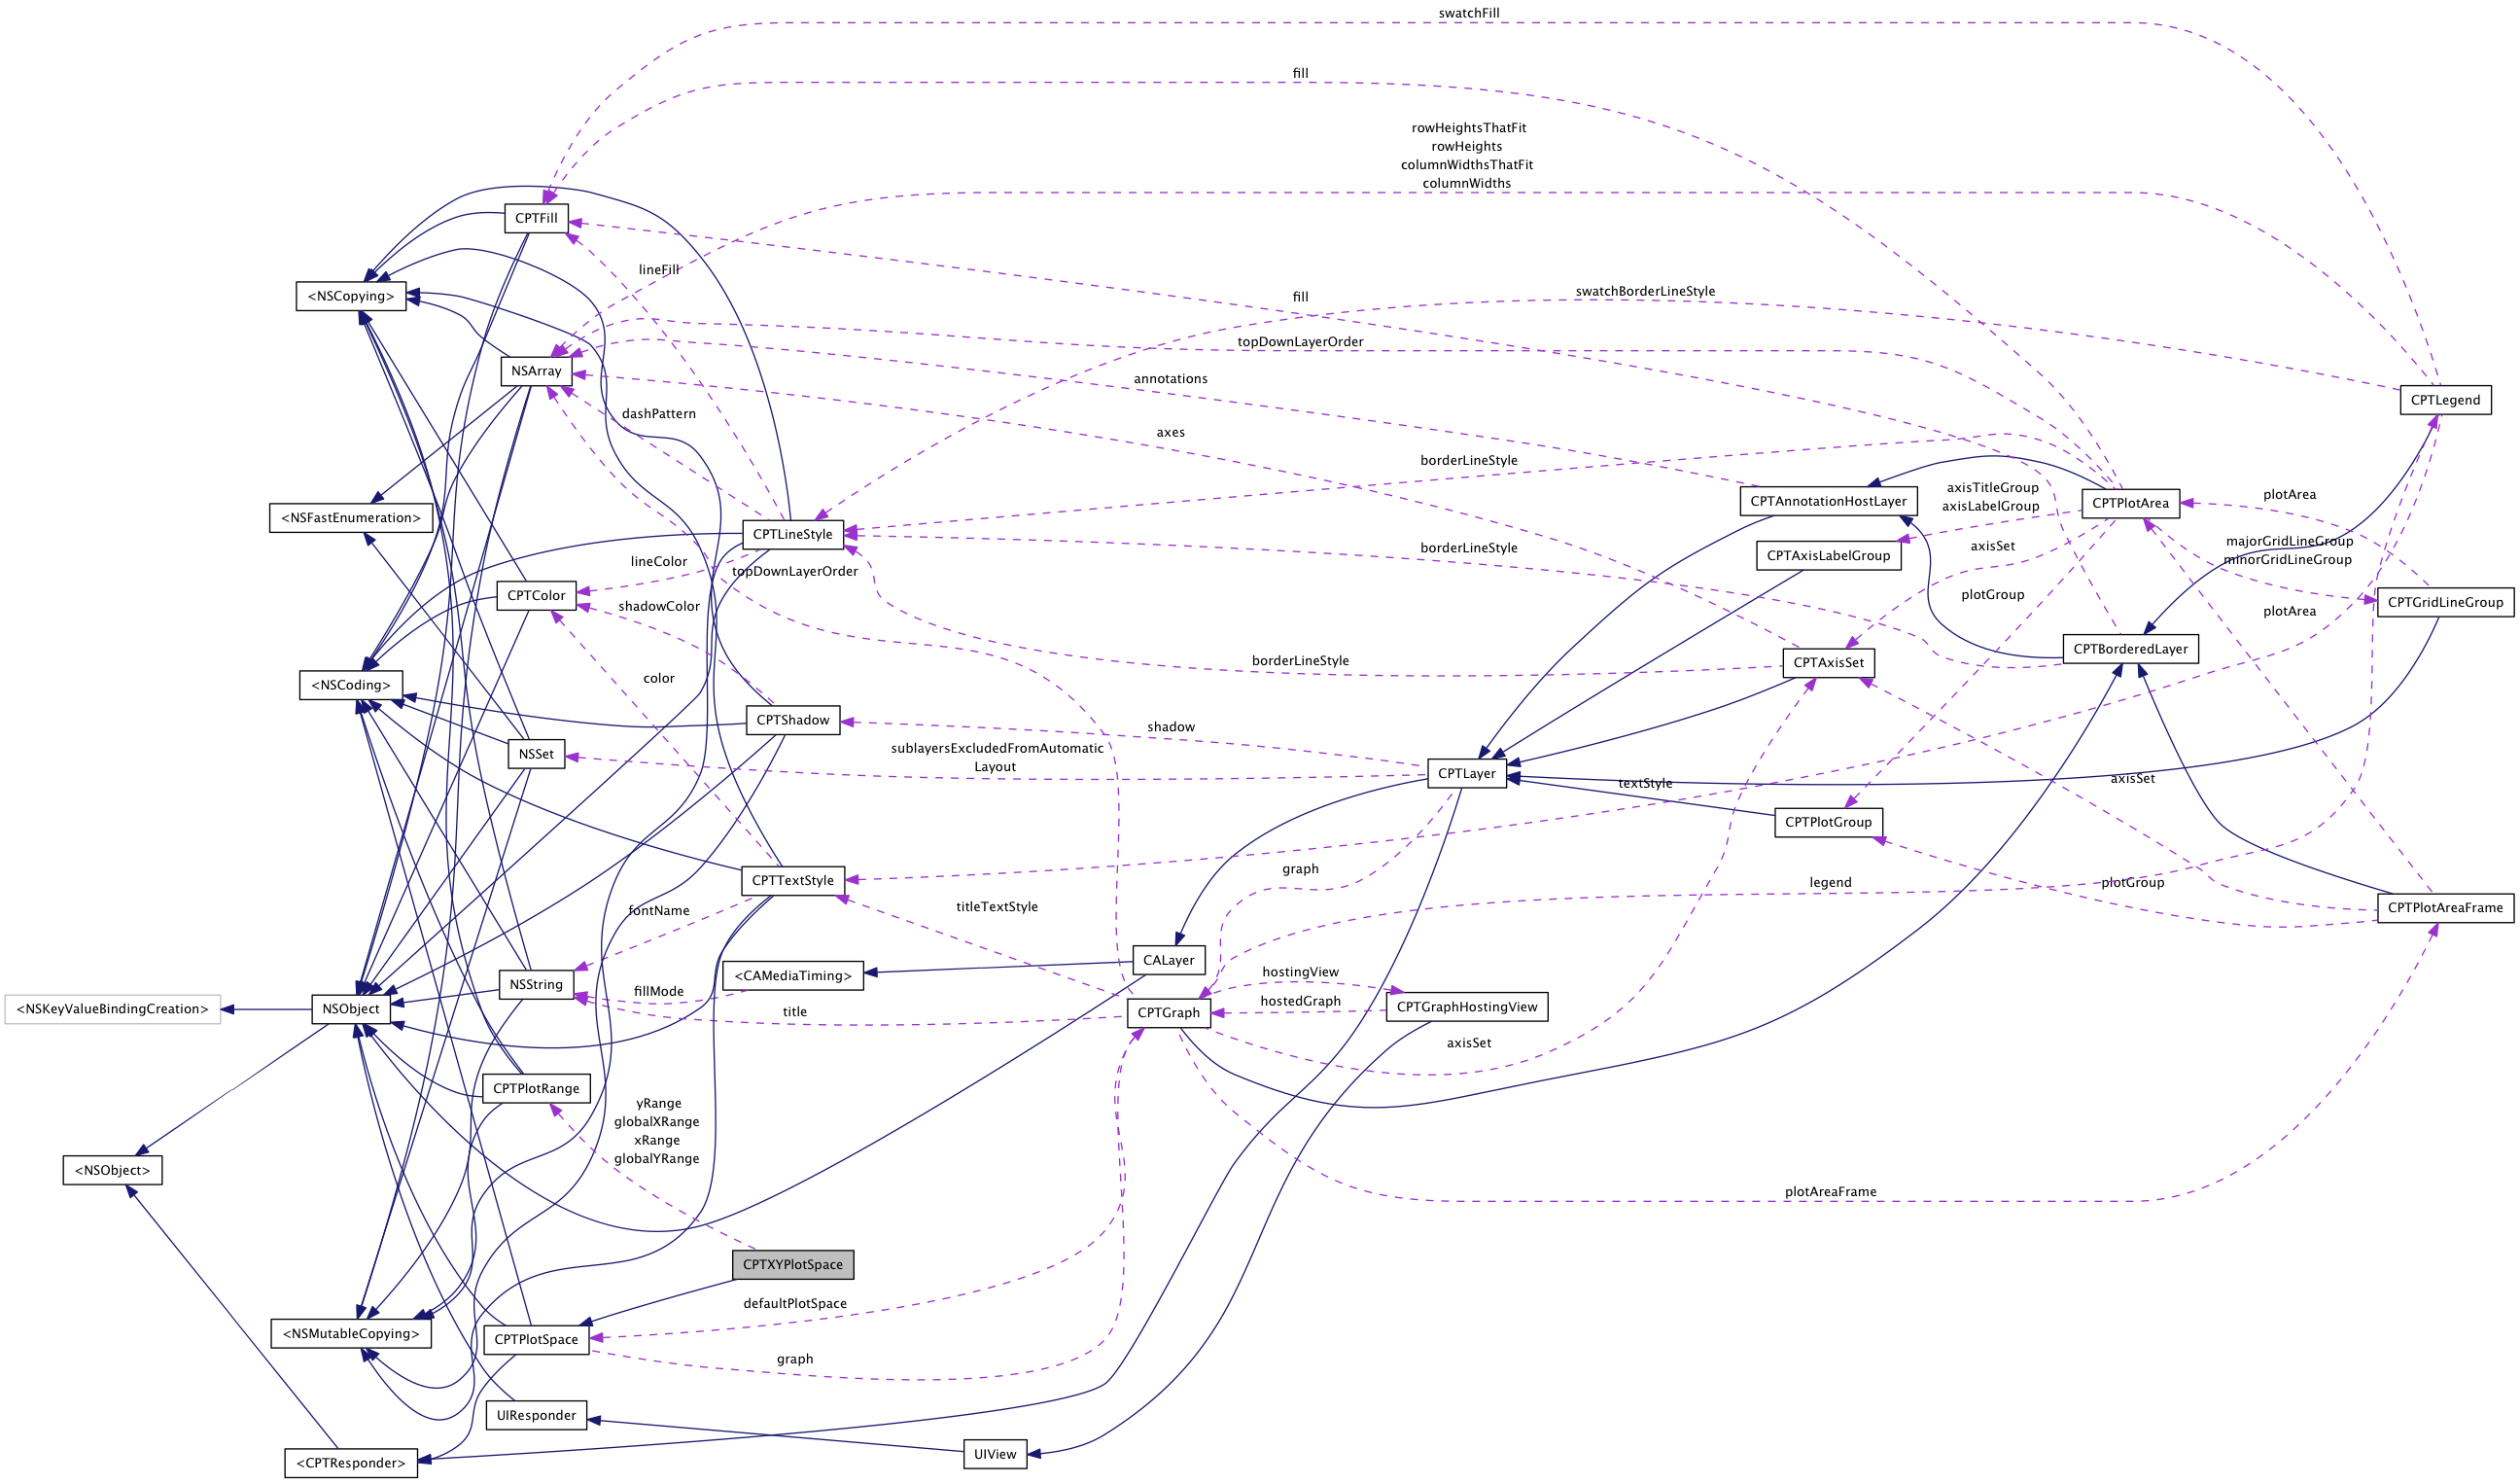 swatchFill
fill
rowHeightsThatFit
rowHeights
columnWidthsThatFit
columnWidths
CPTFill
lineFill
<NSCopying>
fill
swatchBorderLineStyle
topDownLayerOrder
NSArray
annotations
CPTLegend
dashPattern
axes
borderLineStyle
axisTitleGroup
axisLabelGroup
plotArea
CPTAnnotationHostLayer
CPTPlotArea
<NSFastEnumeration>
CPTLineStyle
borderLineStyle
axisSet
majorGridLineGroup
minorGridLineGroup
CPTAxisLabelGroup
lineColor
topDownLayerOrder
CPTColor
shadowColor
plotGroup
plotArea
CPTGridLineGroup
CPTBorderedLayer
borderLineStyle
CPTAxisSet
<NSCoding>
color
CPTShadow
shadow
NSSet
sublayersExcludedFromAutomatic
Layout
CPTLayer
textStyle
axisSet
CPTPlotGroup
graph
CPTTextStyle
legend
plotGroup
fontName
titleTextStyle
CPTPlotAreaFrame
CALayer
<CAMediaTiming>
NSString
fillMode
hostingView
<NSKeyValueBindingCreation>
NSObject
title
CPTGraph
hostedGraph
CPTGraphHostingView
axisSet
CPTPlotRange
yRange
globalXRange
xRange
globalYRange
<NSObject>
plotAreaFrame
CPTXYPlotSpace
defaultPlotSpace
<NSMutableCopying>
CPTPlotSpace
graph
UIResponder
UIView
<CPTResponder>